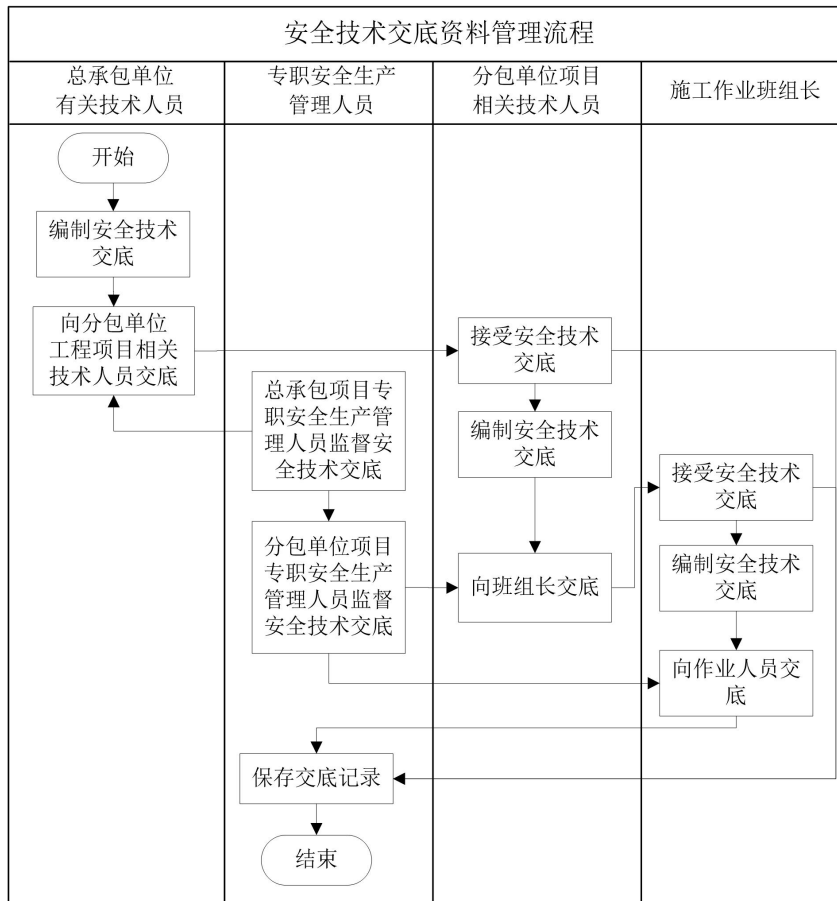 安全技术交底资料管理流程
总承包单位
有关技术人员
专职安全生产
管理人员
分包单位项目
相关技术人员
施工作业班组长
开始
编制安全技术
交底
向分包单位
工程项目相关
技术人员交底
接受安全技术
交底
总承包项目专
职安全生产管
理人员监督安
全技术交底
编制安全技术
交底
接受安全技术
交底
分包单位项目
专职安全生产
管理人员监督
安全技术交底
向班组长交底
编制安全技术
交底
向作业人员交
底
保存交底记录
结束